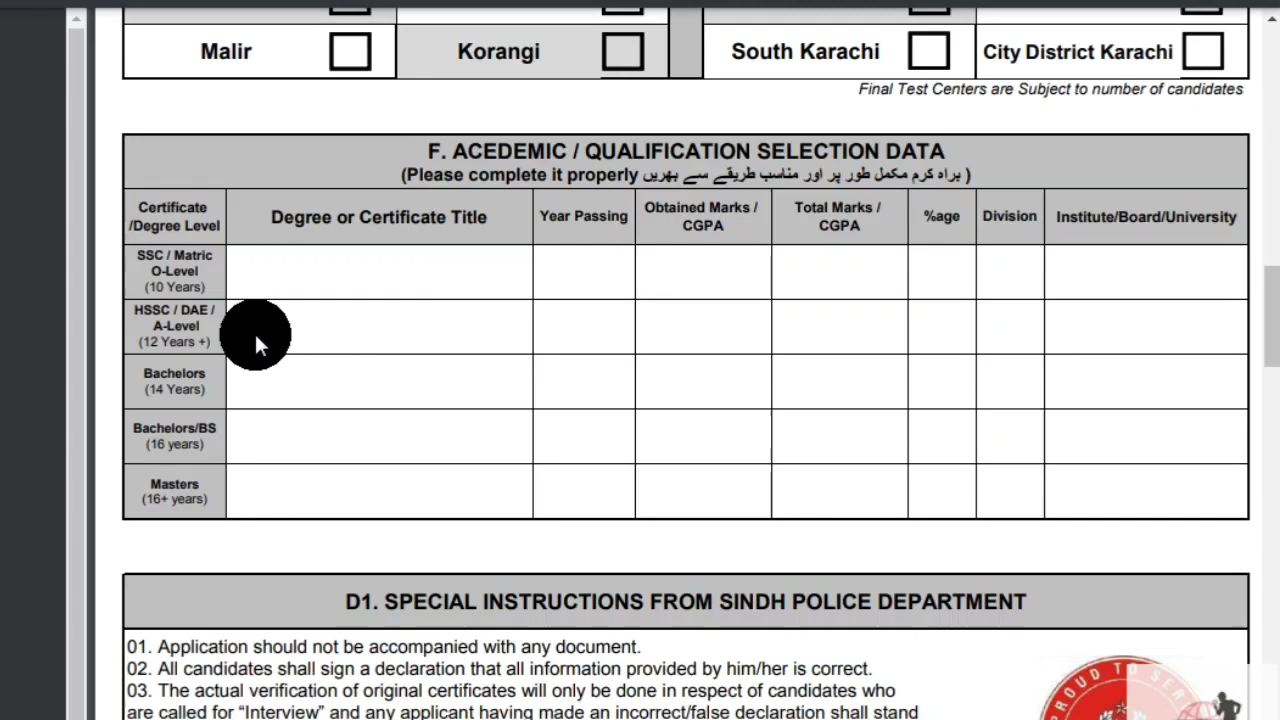 Malir Korangi South Karachi City District Karachi
Final Test Centers are Subject to number of candidates
F. ACEDEMIC / QUALIFICATION SELECTION DATA
(Please complete it properly براہ کرم مکمل طور پر اور مناسب طریقے سے بھریں )
Certificate /Degree Level Degree or Certificate Title Year Passing Obtained Marks / CGPA Total Marks / CGPA %age Division Institute/Board/University
SSC / Matric
O-Level
(10 Years)
HSSC / DAE /
A-Level
(12 Years +)
Bachelors
(14 Years)
Bachelors/BS
(16 years)
Masters
(16+ years)
D1. SPECIAL INSTRUCTIONS FROM SINDH POLICE DEPARTMENT
01. Application should not be accompanied with any document.
02. All candidates shall sign a declaration that all information provided by him/her is correct.
03. The actual verification of original certificates will only be done in respect of candidates who
are called for “Interview” and any applicant having made an incorrect/false declaration shall stand
PROUD TO SER